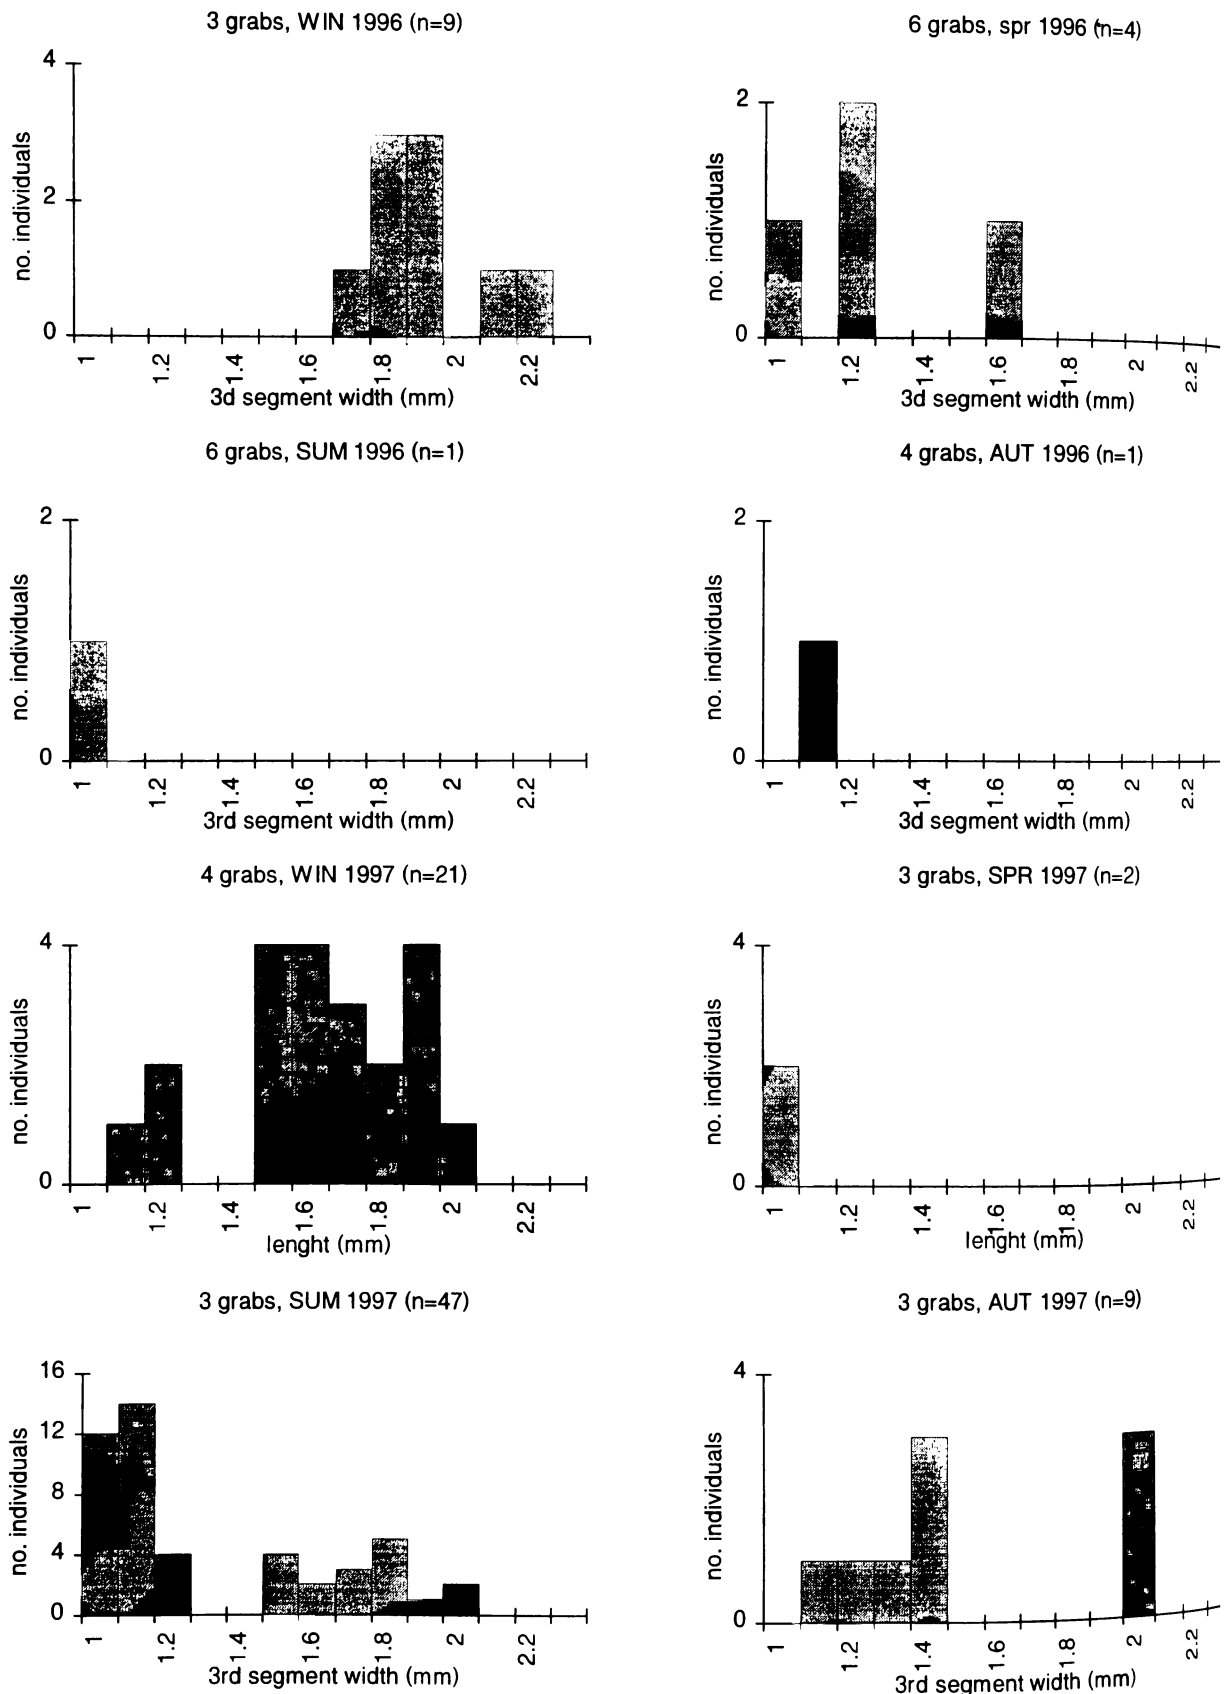 3 grabs, WIN 1996 (n=9)
4
2
0
no. individuals
1 1.2 1.4 1.6 1.8 2 2.2
3d segment width (mm)
6 grabs, spr 1996 (n=4)
2
0
no. individuals
1 1.2 1.4 1.6 1.8 2 2.2
3d segment width (mm)
6 grabs, SUM 1996 (n=1)
2
0
no. individuals
1 1.2 1.4 1.6 1.8 2 2.2
3rd segment width (mm)
4 grabs, AUT 1996 (n=1)
2
0
no. individuals
1 1.2 1.4 1.6 1.8 2 2.2
3d segment width (mm)
4 grabs, WIN 1997 (n=21)
4
0
no. individuals
1 1.2 1.4 1.6 1.8 2 2.2
lenght (mm)
3 grabs, SPR 1997 (n=2)
4
0
no. individuals
1 1.2 1.4 1.6 1.8 2 2.2
lenght (mm)
3 grabs, SUM 1997 (n=47)
16
12
8
4
0
no. individuals
1 1.2 1.4 1.6 1.8 2 2.2
3rd segment width (mm)
3 grabs, AUT 1997 (n=9)
4
0
no. individuals
1 1.2 1.4 1.6 1.8 2 2.2
3rd segment width (mm)